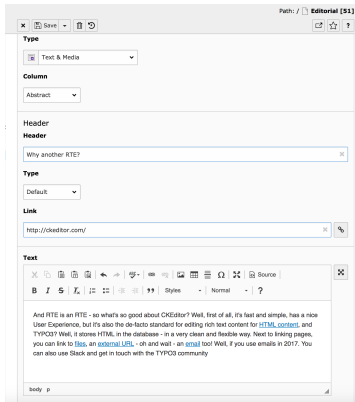 Path: / Editorial [51]
Save
Type
Text & Media
Column
Abstract
Header
Header
Why another RTE?
Type
Default
Link
http://ckeditor.com/
Text
Source
B I S Tx Styles Normal ?
And RTE is an RTE - so what's so good about CKEditor? Well, first of all, it's fast and simple, has a nice
User Experience, but it's also the de-facto standard for editing rich text content for HTML content, and
TYPO3? Well, it stores HTML in the database - in a very clean and flexible way. Next to linking pages,
you can link to files, an external URL - oh and wait - an email too! Well, if you use emails in 2017. You
can also use Slack and get in touch with the TYPO3 community
body p